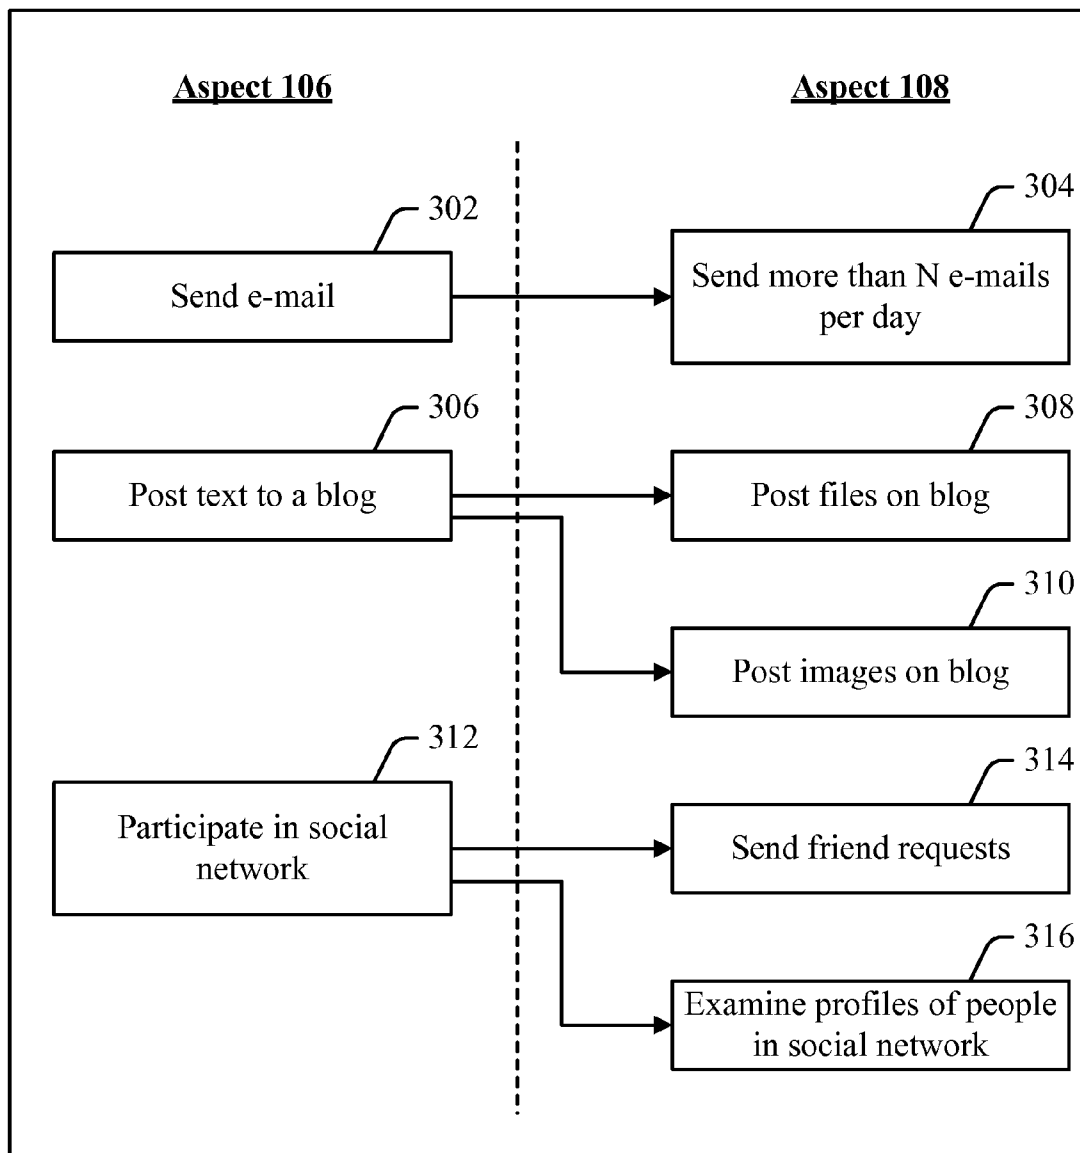 Aspect 106
Aspect 108
302
304
Send e-mail
Send more than N e-mails
per day
306
308
Post text to a blog
Post files on blog
310
Post images on blog
312
314
Participate in social
network
Send friend requests
316
Examine profiles of people
in social network